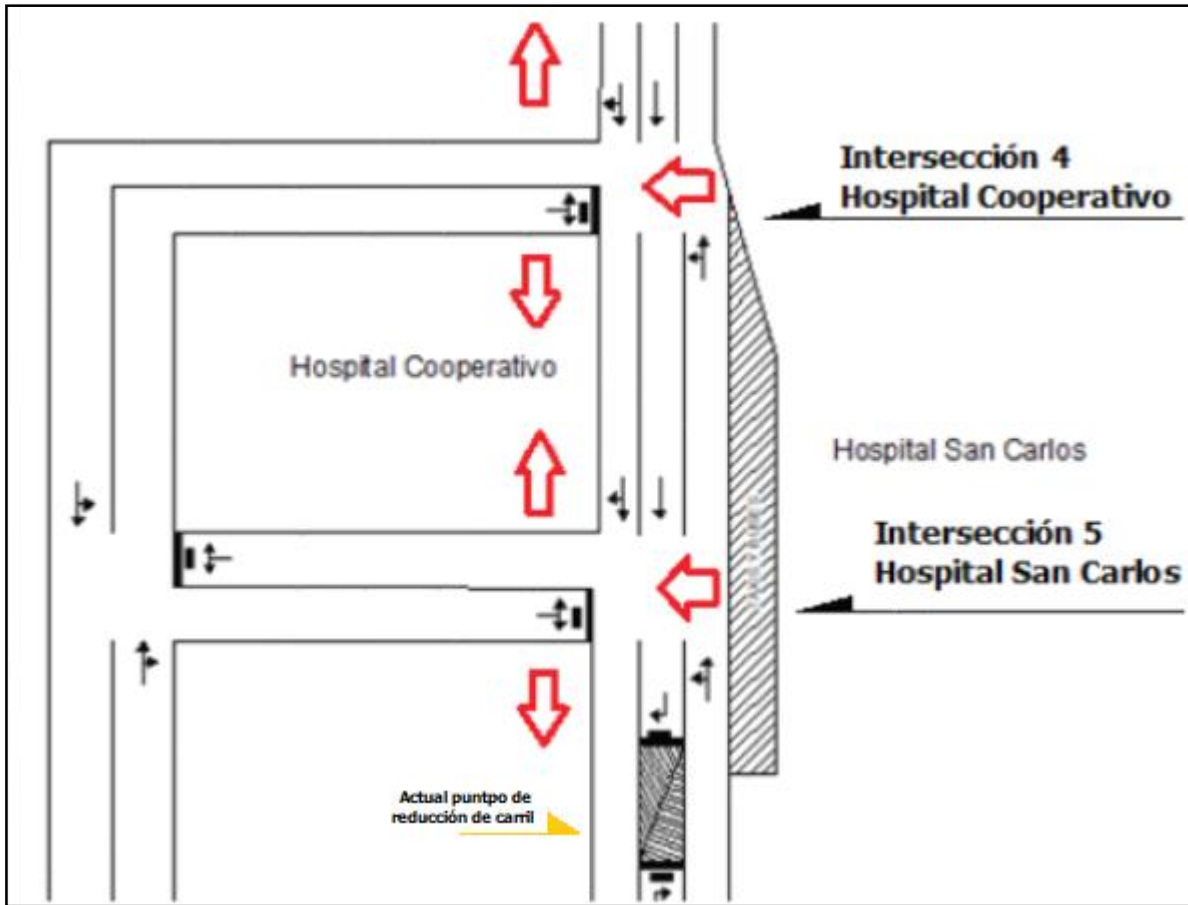 Intersección 4
Hospital Cooperativo
Hospital Cooperativo
Hospital San Carlos
Intersección 5
Hospital San Carlos
Actual puntpo de
reducción de carril